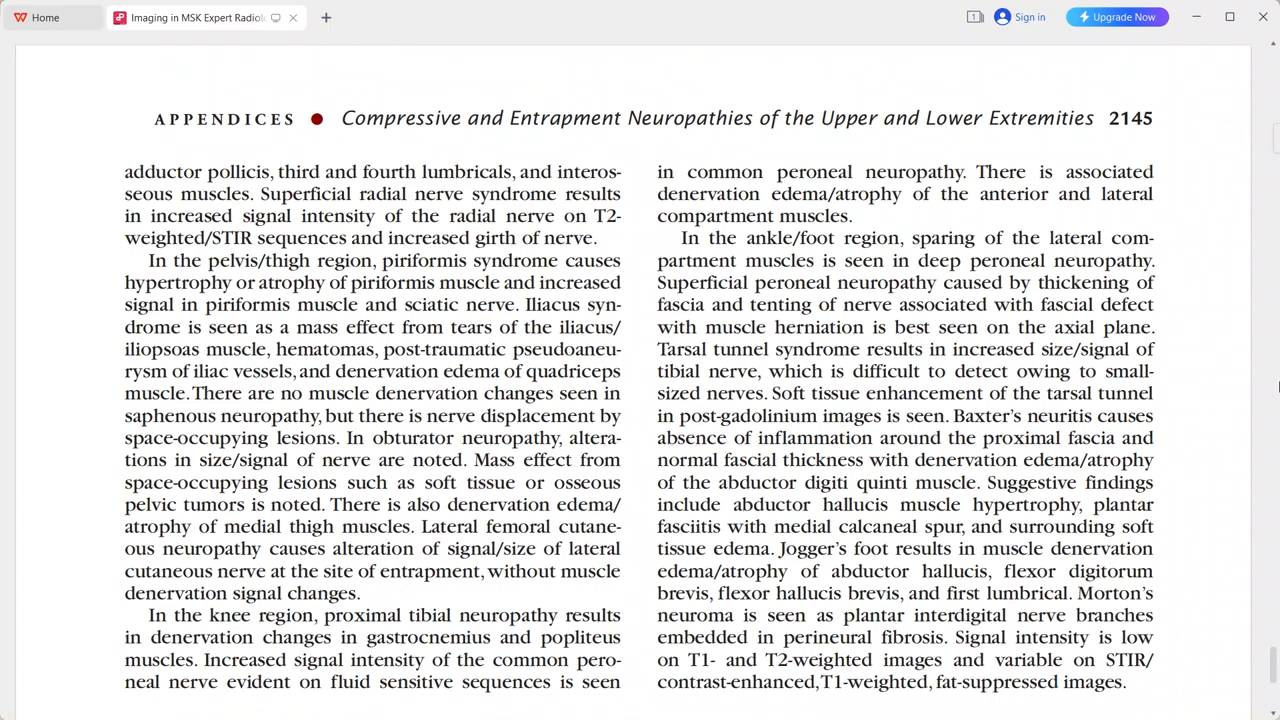 Home
Imaging in MSK Expert Radiol
Sign in
Upgrade Now
APPENDICES ● Compressive and Entrapment Neuropathies of the Upper and Lower Extremities 2145
adductor pollicis, third and fourth lumbricals, and interos-
seous muscles. Superficial radial nerve syndrome results
in increased signal intensity of the radial nerve on T2-
weighted/STIR sequences and increased girth of nerve.
In the pelvis/thigh region, piriformis syndrome causes
hypertrophy or atrophy of piriformis muscle and increased
signal in piriformis muscle and sciatic nerve. Iliacus syn-
drome is seen as a mass effect from tears of the iliacus/
iliopsoas muscle, hematomas, post-traumatic pseudoaneu-
rysm of iliac vessels, and denervation edema of quadriceps
muscle. There are no muscle denervation changes seen in
saphenous neuropathy, but there is nerve displacement by
space-occupying lesions. In obturator neuropathy, altera-
tions in size/signal of nerve are noted. Mass effect from
space-occupying lesions such as soft tissue or osseous
pelvic tumors is noted. There is also denervation edema/
atrophy of medial thigh muscles. Lateral femoral cutane-
ous neuropathy causes alteration of signal/size of lateral
cutaneous nerve at the site of entrapment, without muscle
denervation signal changes.
In the knee region, proximal tibial neuropathy results
in denervation changes in gastrocnemius and popliteus
muscles. Increased signal intensity of the common pero-
neal nerve evident on fluid sensitive sequences is seen
in common peroneal neuropathy. There is associated
denervation edema/atrophy of the anterior and lateral
compartment muscles.
In the ankle/foot region, sparing of the lateral com-
partment muscles is seen in deep peroneal neuropathy.
Superficial peroneal neuropathy caused by thickening of
fascia and tenting of nerve associated with fascial defect
with muscle herniation is best seen on the axial plane.
Tarsal tunnel syndrome results in increased size/signal of
tibial nerve, which is difficult to detect owing to small-
sized nerves. Soft tissue enhancement of the tarsal tunnel
in post-gadolinium images is seen. Baxter's neuritis causes
absence of inflammation around the proximal fascia and
normal fascial thickness with denervation edema/atrophy
of the abductor digiti quinti muscle. Suggestive findings
include abductor hallucis muscle hypertrophy, plantar
fasciitis with medial calcaneal spur, and surrounding soft
tissue edema. Jogger's foot results in muscle denervation
edema/atrophy of abductor hallucis, flexor digitorum
brevis, flexor hallucis brevis, and first lumbrical. Morton's
neuroma is seen as plantar interdigital nerve branches
embedded in perineural fibrosis. Signal intensity is low
on T1- and T2-weighted images and variable on STIR/
contrast-enhanced, T1-weighted, fat-suppressed images.